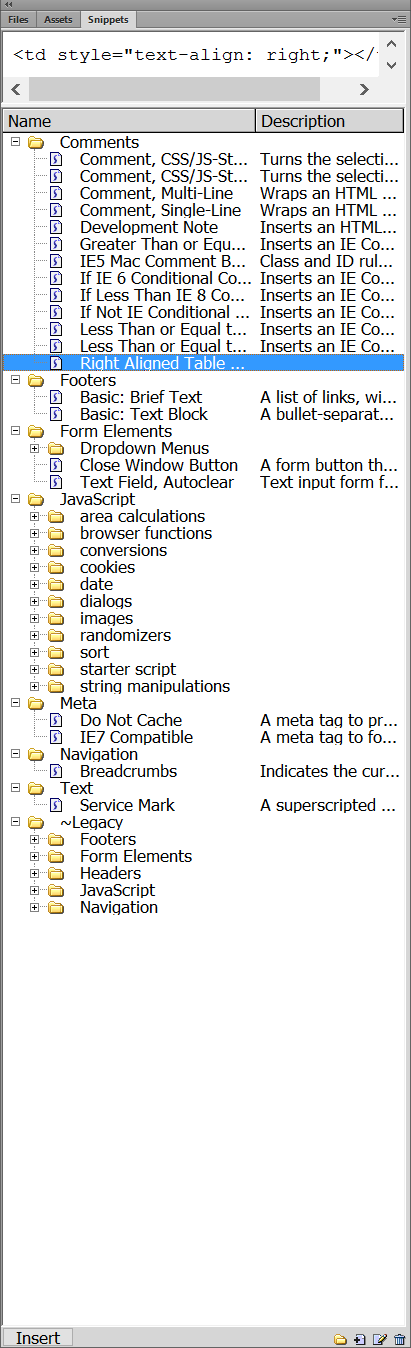 Files Assets Snippets
<td style="text-align: right;"></
Name Description
Comments
Comment, CSS/JS-St... Turns the selecti...
Comment, CSS/JS-St... Turns the selecti...
Comment, Multi-Line Wraps an HTML ...
Comment, Single-Line Wraps an HTML ...
Development Note Inserts an HTML...
Greater Than or Equ... Inserts an IE Co...
IE5 Mac Comment B... Class and ID rul...
If IE 6 Conditional Co... Inserts an IE Co...
If Less Than IE 8 Co... Inserts an IE Co...
If Not IE Conditional ... Inserts an IE Co...
Less Than or Equal t... Inserts an IE Co...
Less Than or Equal t... Inserts an IE Co...
Right Aligned Table ...
Footers
Basic: Brief Text A list of links, wi...
Basic: Text Block A bullet-separat...
Form Elements
Dropdown Menus
Close Window Button A form button th...
Text Field, Autoclear Text input form f...
JavaScript
area calculations
browser functions
conversions
cookies
date
dialogs
images
randomizers
sort
starter script
string manipulations
Meta
Do Not Cache A meta tag to pr...
IE7 Compatible A meta tag to fo...
Navigation
Breadcrumbs Indicates the cur...
Text
Service Mark A superscripted ...
~Legacy
Footers
Form Elements
Headers
JavaScript
Navigation
Insert